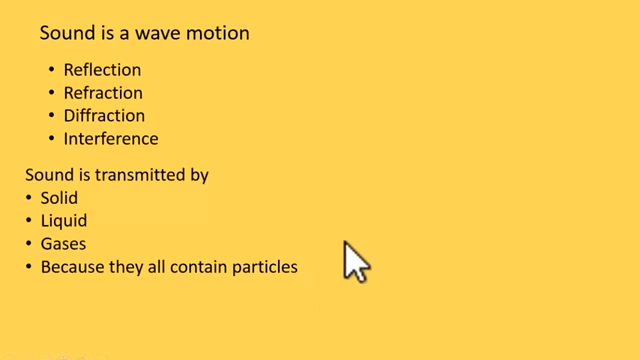 Sound is a wave motion
• Reflection
• Refraction
• Diffraction
• Interference
Sound is transmitted by
• Solid
• Liquid
• Gases
• Because they all contain particles